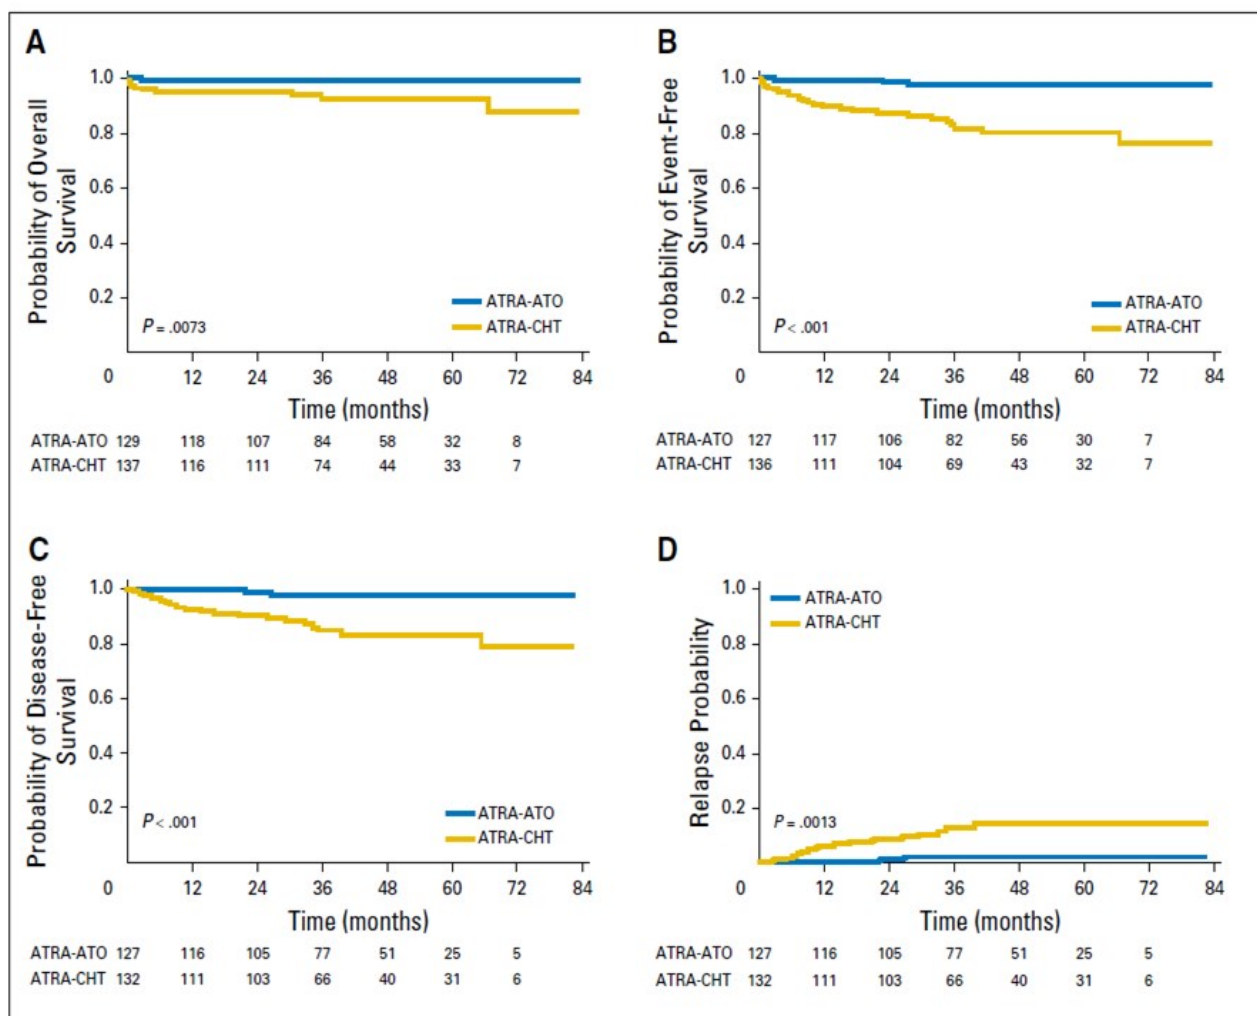 A
Probability of Overall
Survival
1.0
0.8
0.6
0.4
0.2
P = .0073
ATRA-ATO
ATRA-CHT
0 12 24 36 48 60 72 84
Time (months)
ATRA-ATO 129 118 107 84 58 32 8
ATRA-CHT 137 116 111 74 44 33 7
B
Probability of Event-Free
Survival
1.0
0.8
0.6
0.4
0.2
P < .001
ATRA-ATO
ATRA-CHT
0 12 24 36 48 60 72 84
Time (months)
ATRA-ATO 127 117 106 82 56 30 7
ATRA-CHT 136 111 104 69 43 32 7
C
Probability of Disease-Free
Survival
1.0
0.8
0.6
0.4
0.2
P < .001
ATRA-ATO
ATRA-CHT
0 12 24 36 48 60 72 84
Time (months)
ATRA-ATO 127 116 105 77 51 25 5
ATRA-CHT 132 111 103 66 40 31 6
D
Relapse Probability
1.0
0.8
0.6
0.4
0.2
ATRA-ATO
ATRA-CHT
P = .0013
0 12 24 36 48 60 72 84
Time (months)
ATRA-ATO 127 116 105 77 51 25 5
ATRA-CHT 132 111 103 66 40 31 6